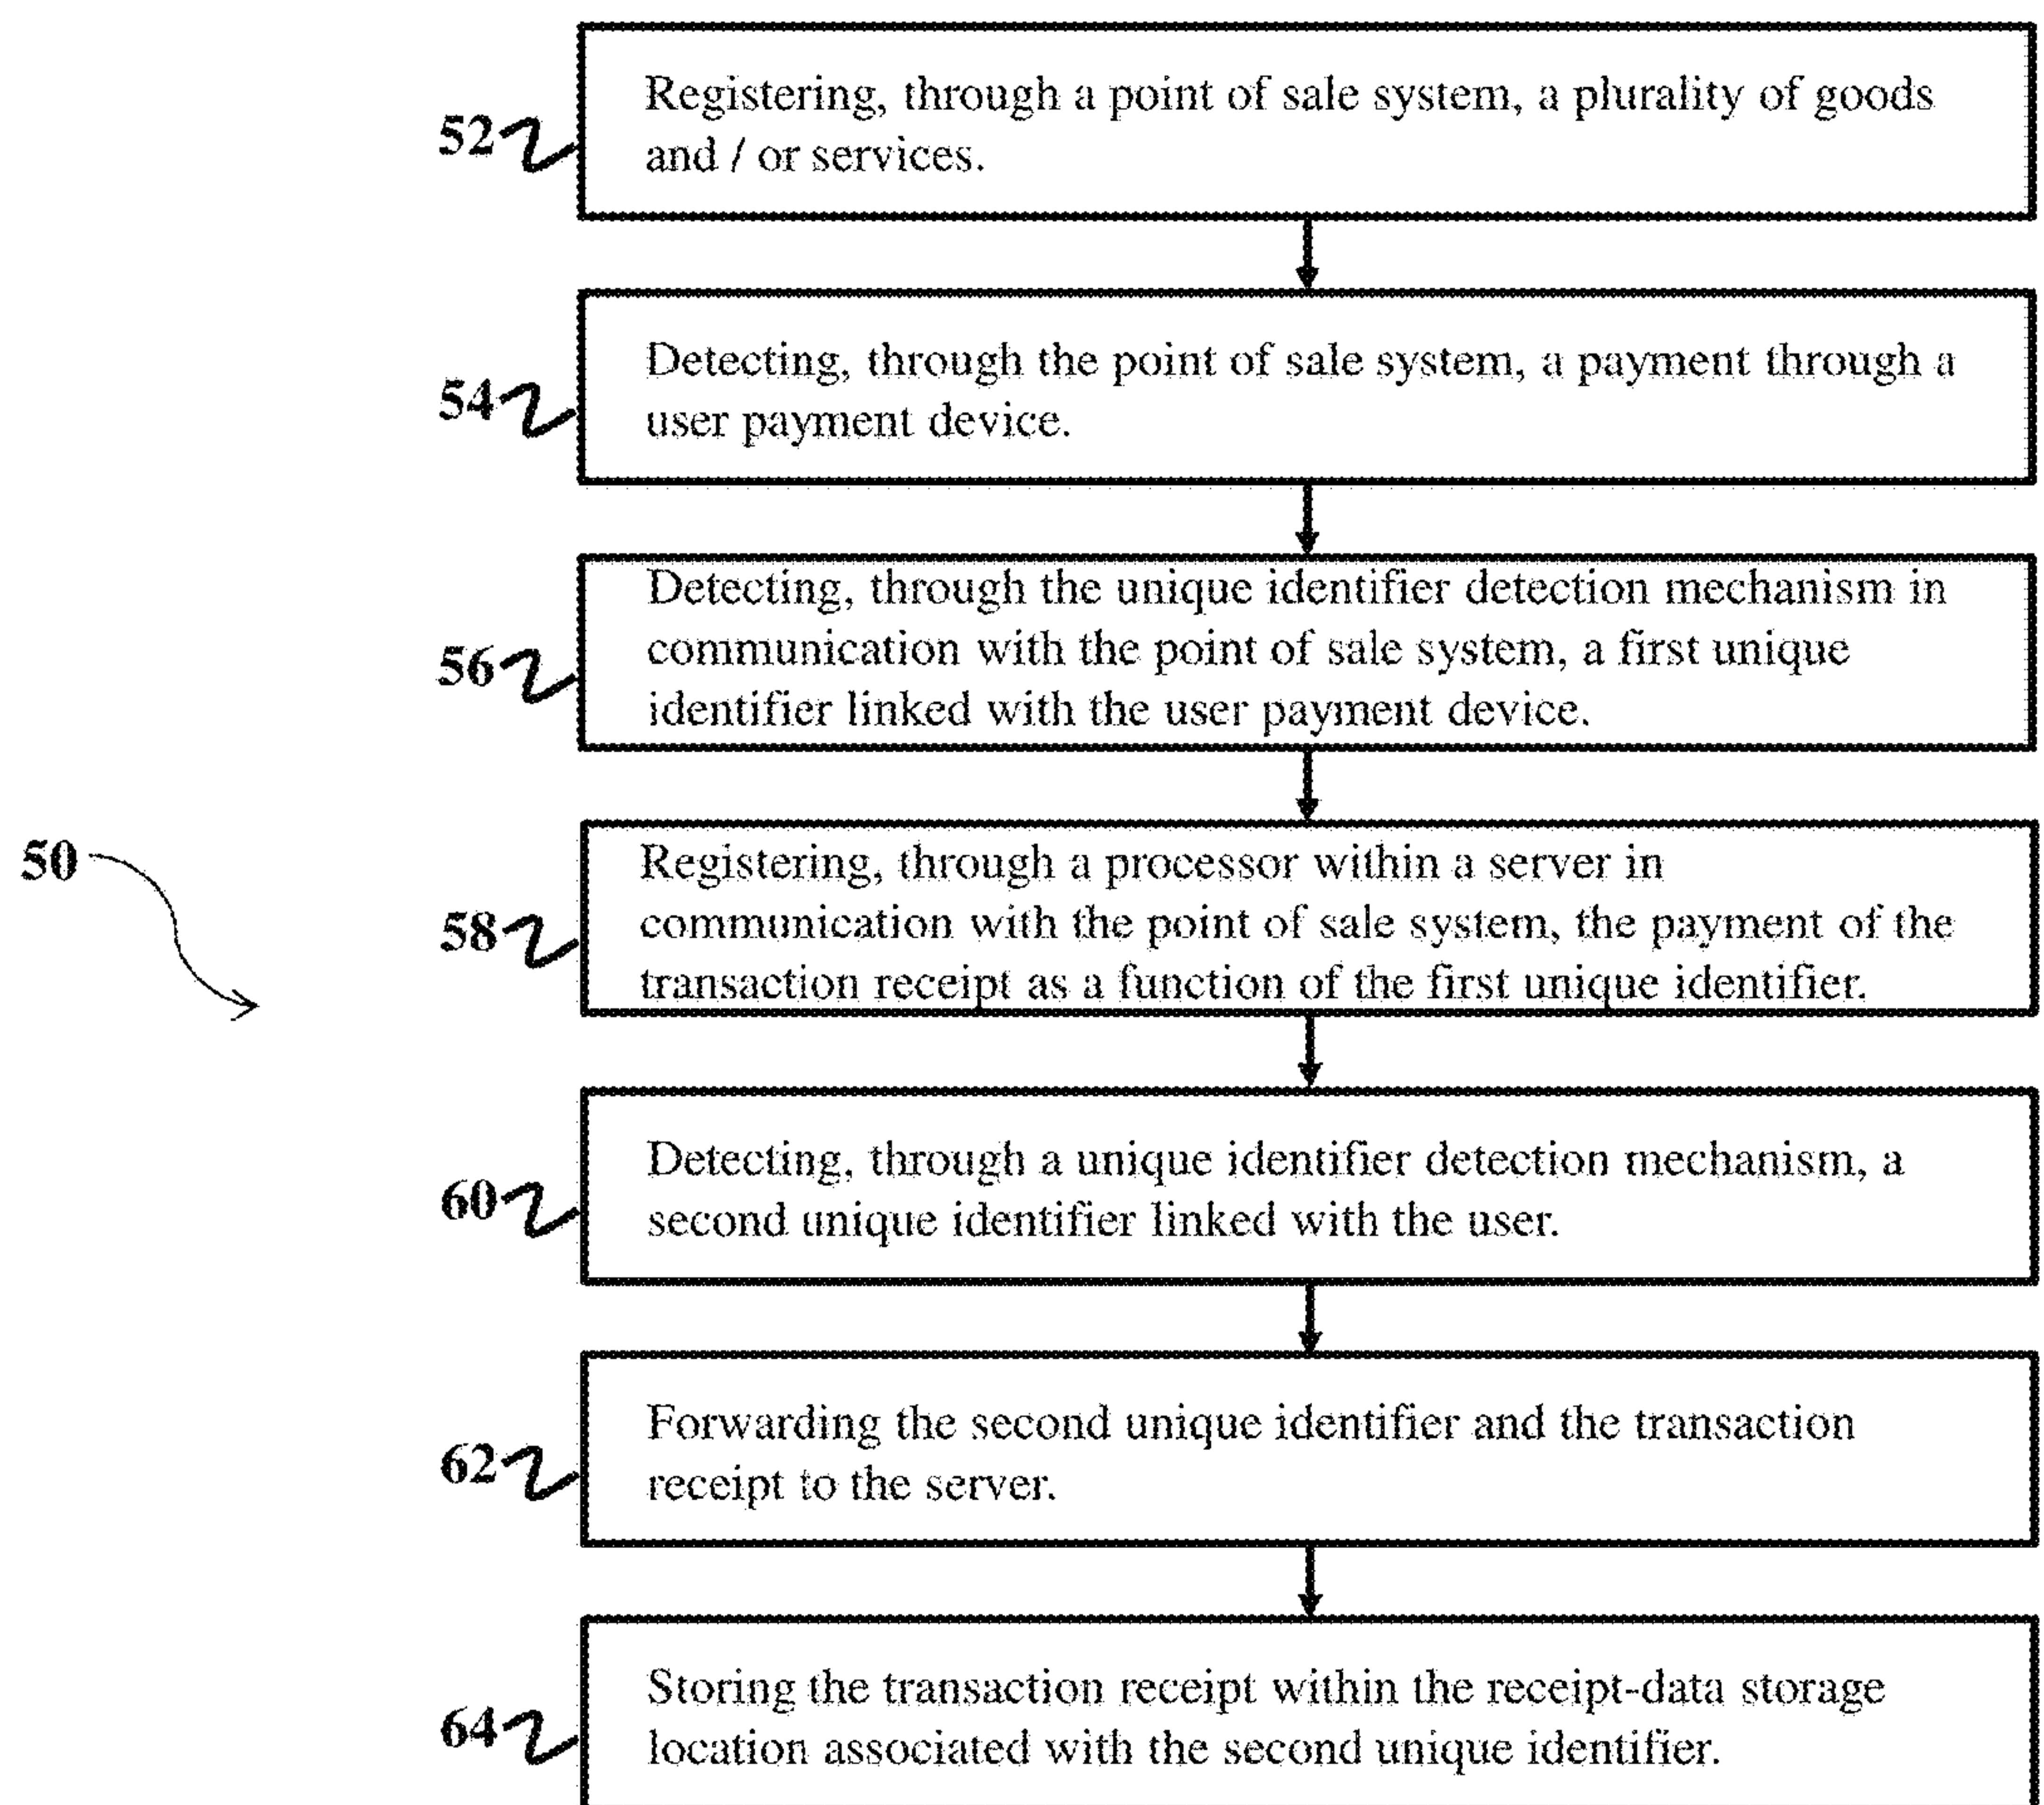 52
Registering, through a point of sale system, a plurality of goods
and / or services.
54
Detecting, through the point of sale system, a payment through a
user payment device.
56
Detecting, through the unique identifier detection mechanism in
communication with the point of sale system, a first unique
identifier linked with the user payment device.
50
58
Registering, through a processor within a server in
communication with the point of sale system, the payment of the
transaction receipt as a function of the first unique identifier.
60
Detecting, through a unique identifier detection mechanism, a
second unique identifier linked with the user.
62
Forwarding the second unique identifier and the transaction
receipt to the server.
64
Storing the transaction receipt within the receipt-data storage
location associated with the second unique identifier.